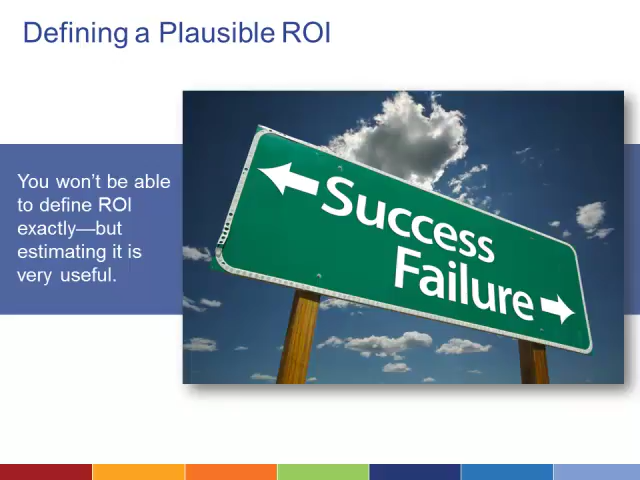 Defining a Plausible ROI
You won't be able
to define ROI
exactly—but
estimating it is
very useful.
Success
Failure